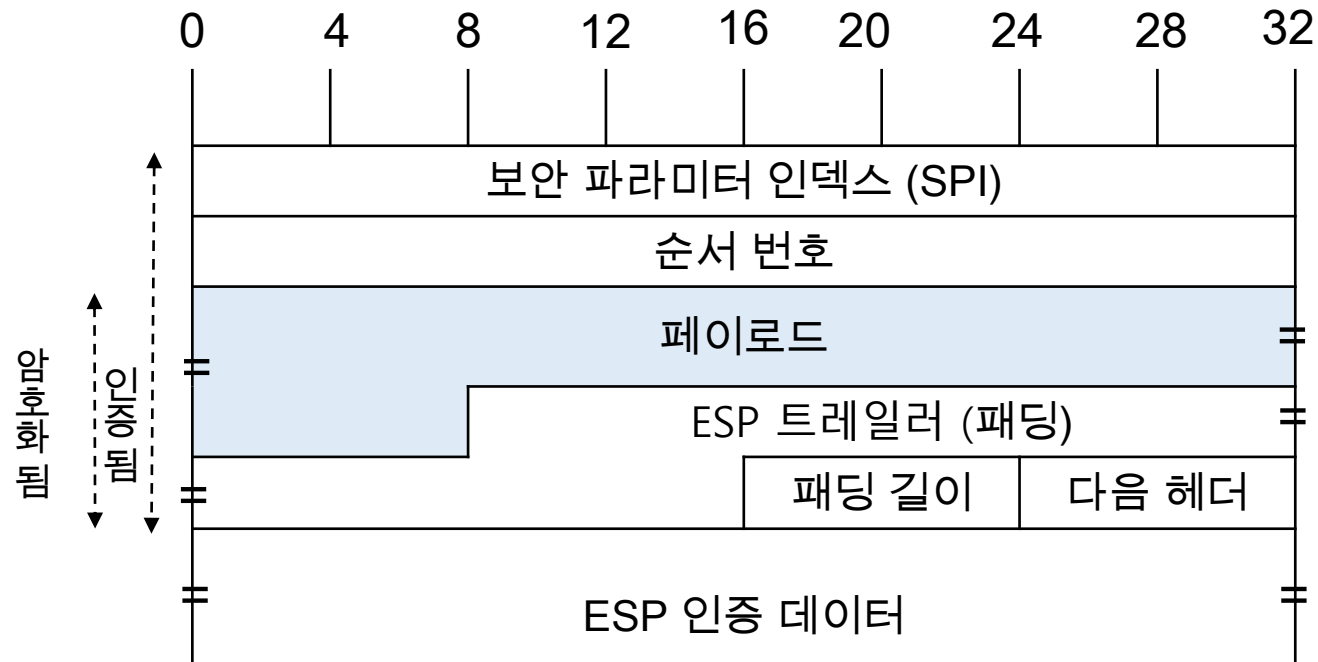 0 4 8 12 16 20 24 28 32
보안 파라미터 인덱스 (SPI)
순서 번호
페이로드
ESP 트레일러 (패딩)
패딩 길이 다음 헤더
ESP 인증 데이터
암호화됨
인증됨